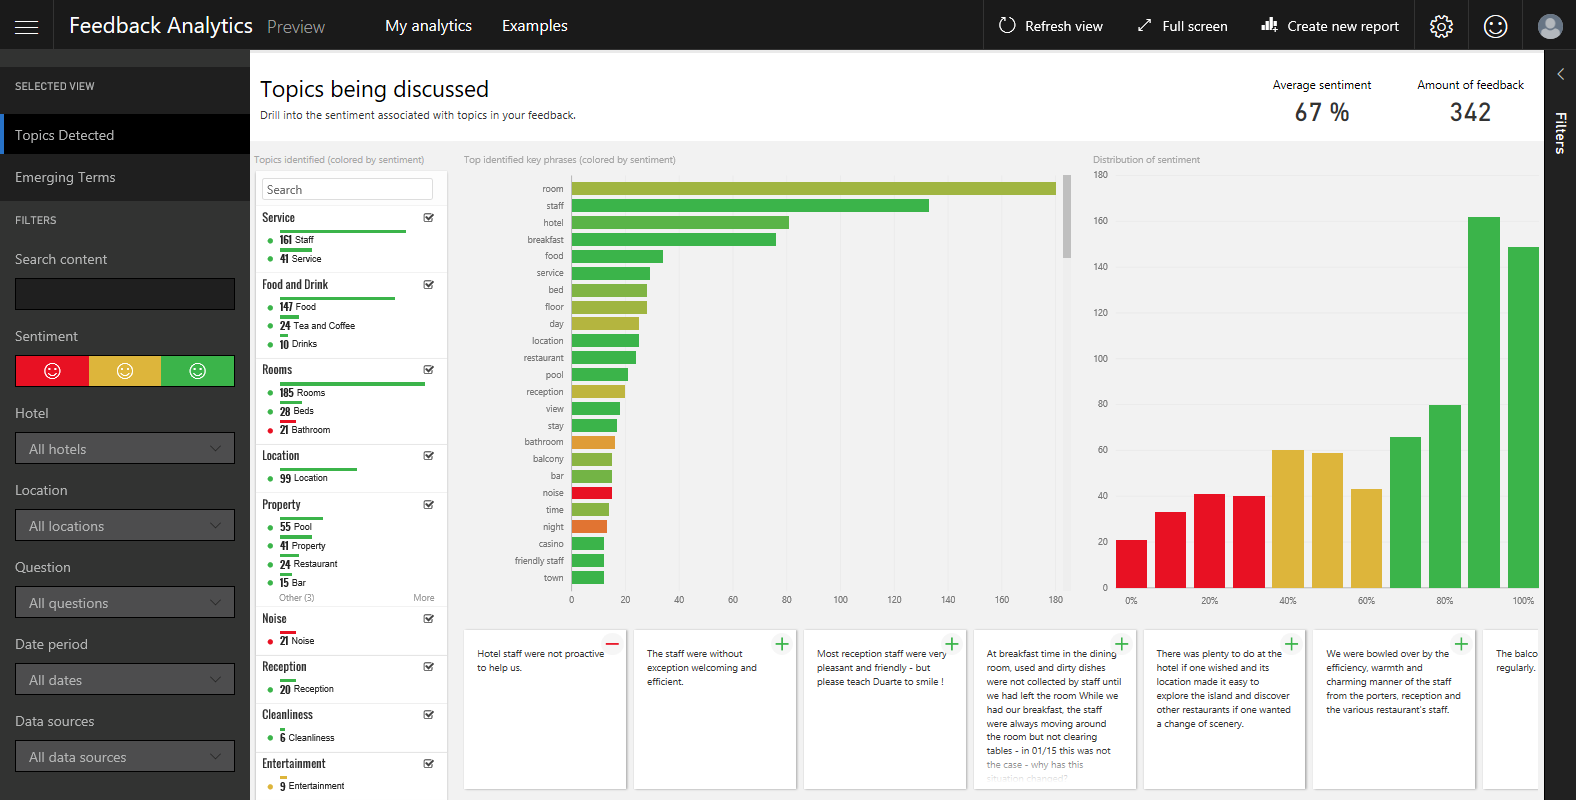 Feedback Analytics Preview
My analytics
Examples
Refresh view
Full screen
Create new report
SELECTED VIEW
Topics Detected
Emerging Terms
FILTERS
Search content
Sentiment
Hotel
All hotels
Location
All locations
Question
All questions
Date period
All dates
Data sources
All data sources
Topics being discussed
Drill into the sentiment associated with topics in your feedback.
Average sentiment
67 %
Amount of feedback
342
Filters
Topics identified (colored by sentiment)
Search
Service
161 Staff
41 Service
Food and Drink
147 Food
24 Tea and Coffee
10 Drinks
Rooms
185 Rooms
28 Beds
21 Bathroom
Location
99 Location
Property
55 Pool
41 Property
24 Restaurant
15 Bar
Other (3)
More
Noise
21 Noise
Reception
20 Reception
Cleanliness
6 Cleanliness
Entertainment
9 Entertainment
Top identified key phrases (colored by sentiment)
room
staff
hotel
breakfast
food
service
bed
floor
day
location
restaurant
pool
reception
view
stay
bathroom
balcony
bar
noise
time
night
casino
friendly staff
town
0 20 40 60 80 100 120 140 160 180
Distribution of sentiment
180
160
140
120
100
80
60
40
20
0
0% 20% 40% 60% 80% 100%
Hotel staff were not proactive
to help us.
The staff were without
exception welcoming and
efficient.
Most reception staff were very
pleasant and friendly - but
please teach Duarte to smile !
At breakfast time in the dining
room, used and dirty dishes
were not collected by staff until
we had left the room While we
had our breakfast, the staff
were always moving around
the room but not clearing
tables - in 01/15 this was not
the case - why has this
situation changed?
There was plenty to do at the
hotel if one wished and its
location made it easy to
explore the island and discover
other restaurants if one wanted
a change of scenery.
We were bowled over by the
efficiency, warmth and
charming manner of the staff
from the porters, reception and
the various restaurant's staff.
The balco
regularly.